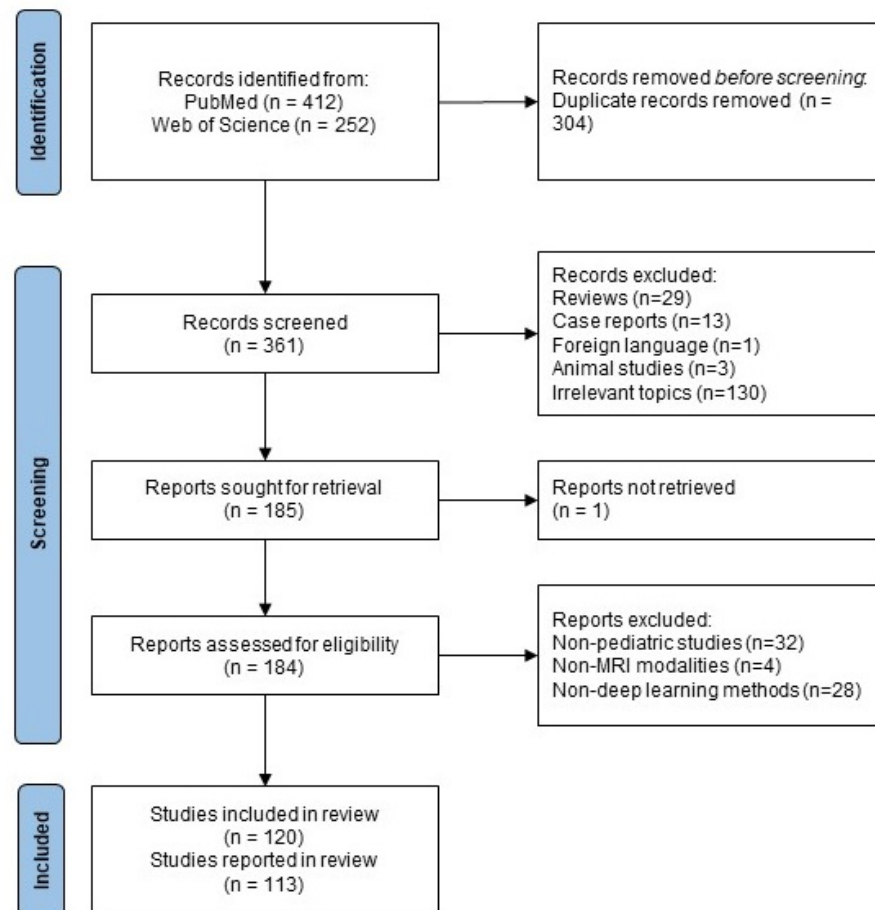 Identification
Records identified from:
PubMed (n = 412)
Web of Science (n = 252)
Records removed before screening:
Duplicate records removed (n =
304)
Screening
Records screened
(n = 361)
Records excluded:
Reviews (n=29)
Case reports (n=13)
Foreign language (n=1)
Animal studies (n=3)
Irrelevant topics (n=130)
Reports sought for retrieval
(n = 185)
Reports not retrieved
(n = 1)
Reports assessed for eligibility
(n = 184)
Reports excluded:
Non-pediatric studies (n=32)
Non-MRI modalities (n=4)
Non-deep learning methods (n=28)
Included
Studies included in review
(n = 120)
Studies reported in review
(n = 113)